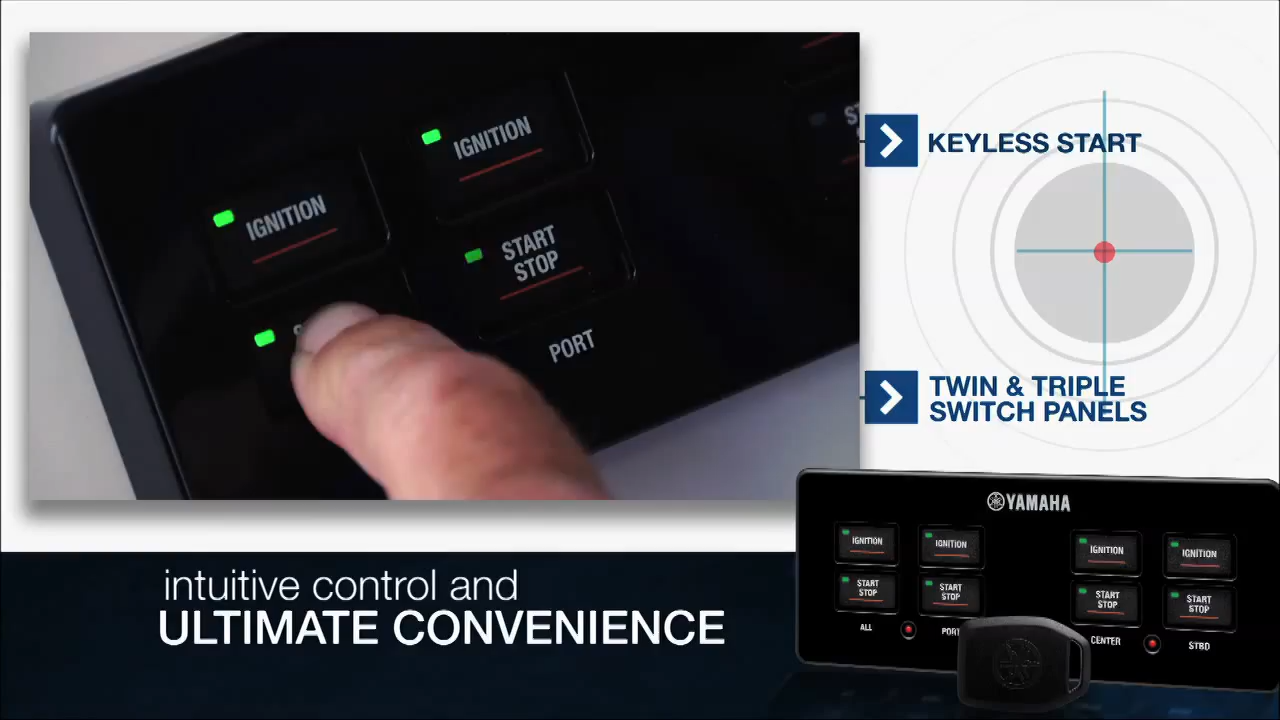 IGNITION
IGNITION
START
STOP
PORT
KEYLESS START
TWIN & TRIPLE
SWITCH PANELS
YAMAHA
IGNITION
IGNITION
IGNITION
IGNITION
START
STOP
START
STOP
START
STOP
START
STOP
ALL
PORT
CENTER
STBD
intuitive control and
ULTIMATE CONVENIENCE